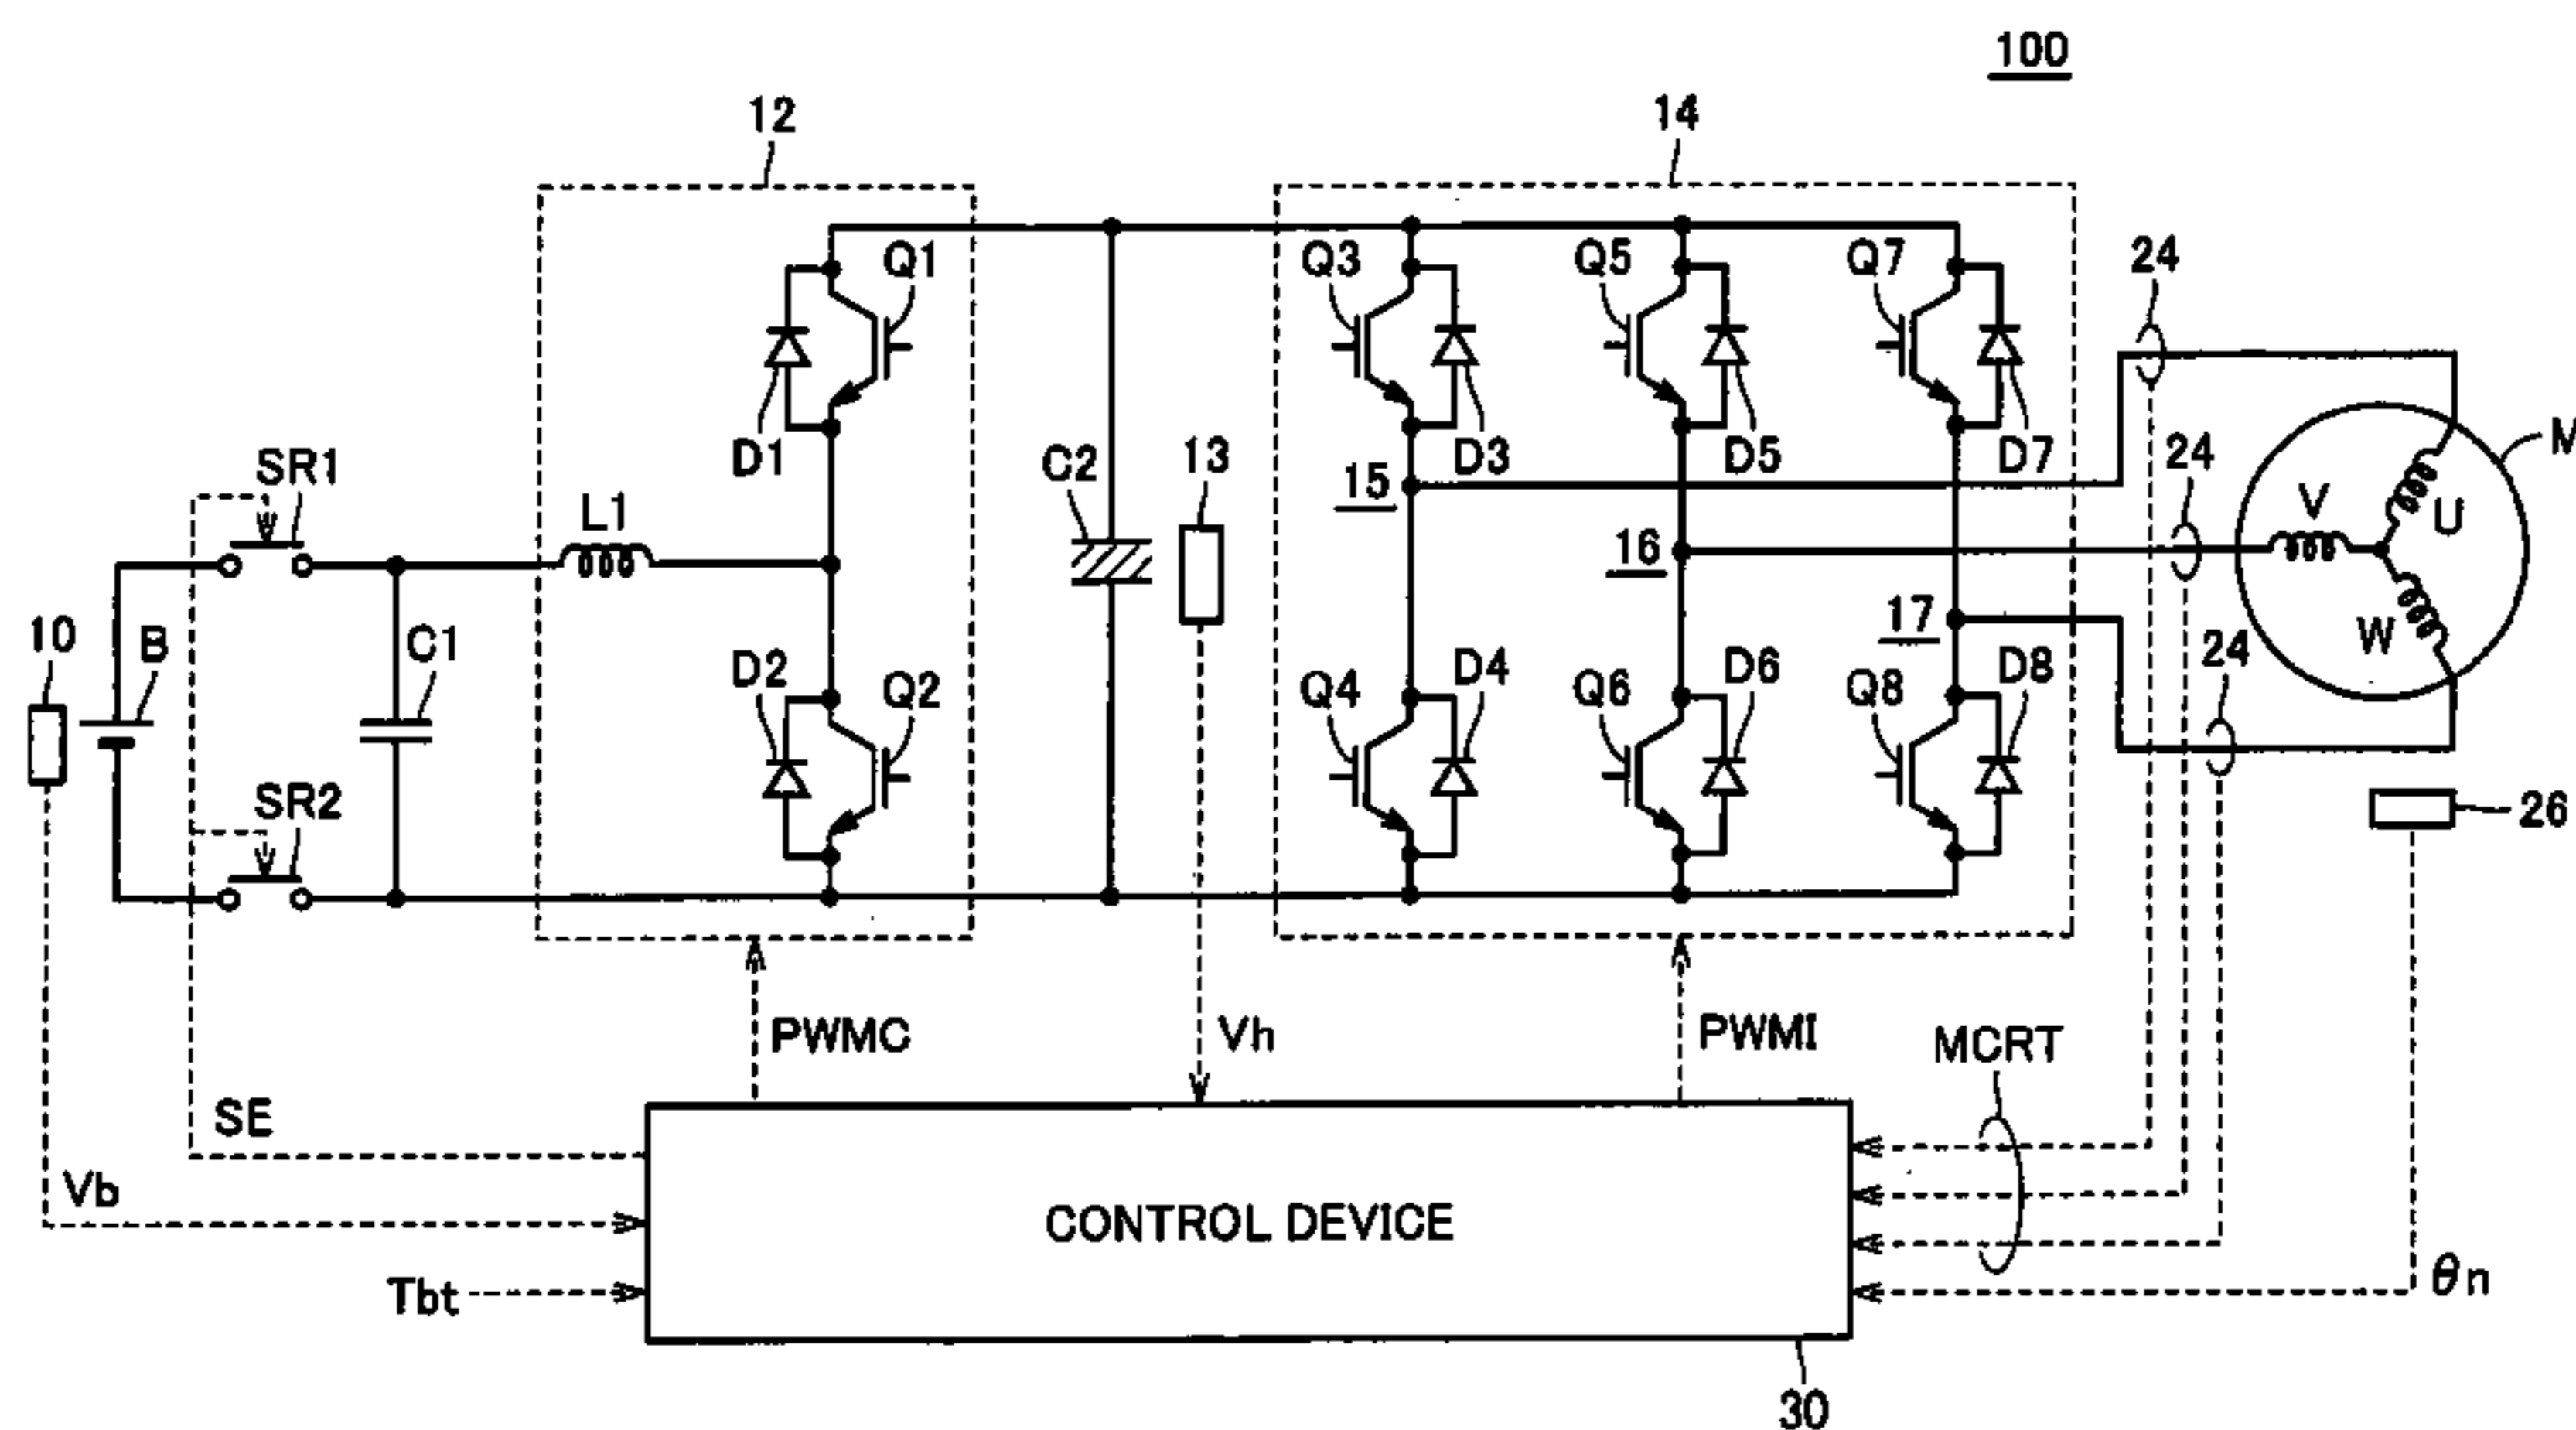 100
12
14
Q1
Q3
Q5
Q7
24
D1
C2
13
D3
D5
D7
M
SR1
L1
15
24
V
U
16
10
B
C1
D2
Q2
Q4
D4
Q6
D6
17
Q8
D8
24
W
SR2
26
PWMC
Vh
PWMI
MCRT
SE
Vb
CONTROL DEVICE
Tbt
θn
30